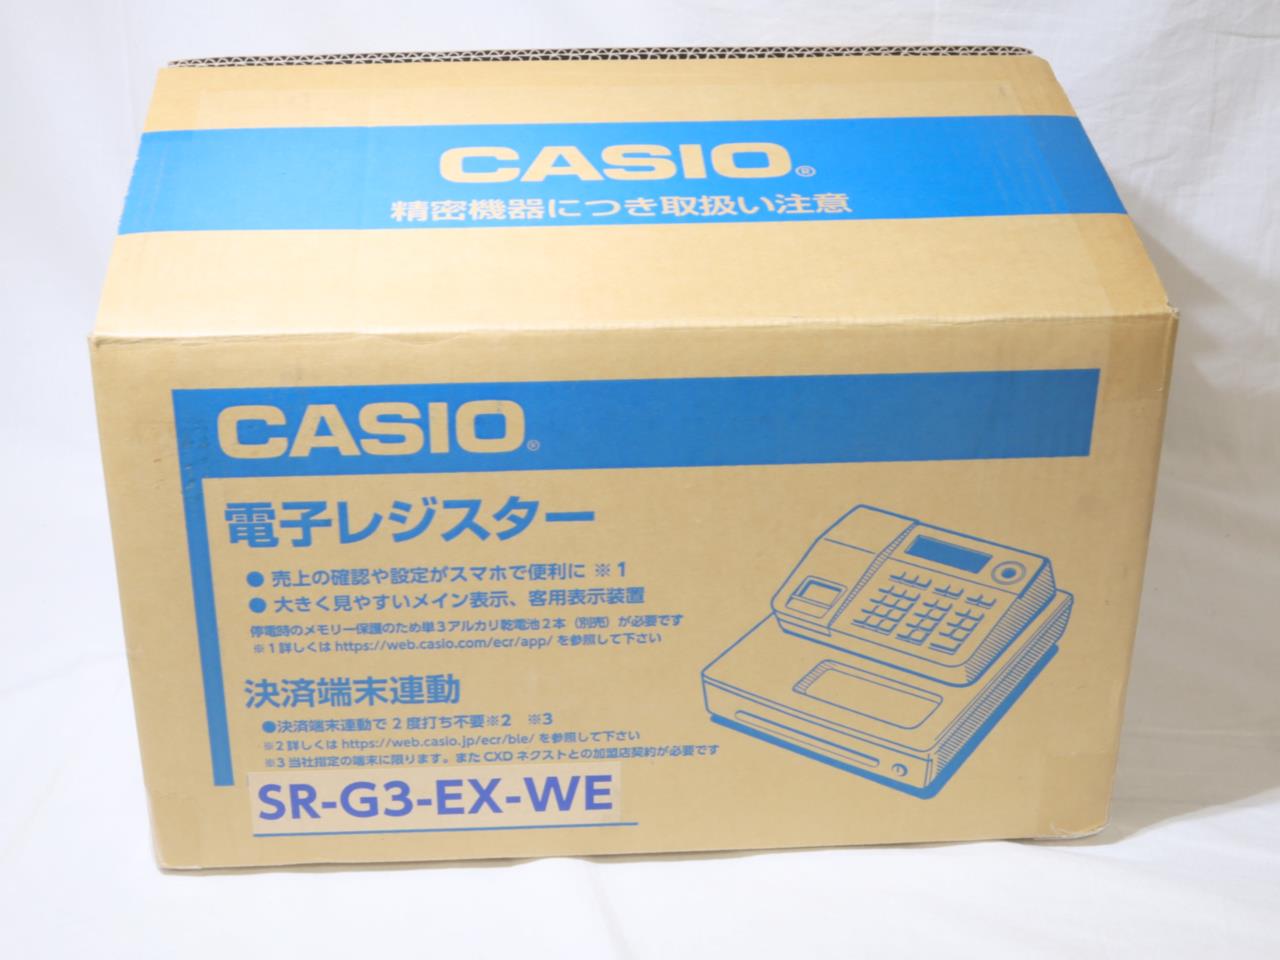 CASIO®
精密機器につき取扱い注意
CASIO®
電子レジスター
● 売上の確認や設定がスマホで便利に ※1
● 大きく見やすいメイン表示、客用表示装置
停電時のメモリー保護のため単3アルカリ乾電池2本（別売）が必要です
※1詳しくは https://web.casio.com/ecr/app/ を参照して下さい
決済端末連動
●決済端末連動で2度打ち不要※2 ※3
※2詳しくは https://web.casio.jp/ecr/ble/ を参照して下さい
※3当社指定の端末に限ります。また CXD ネクストとの加盟店契約が必要です
SR-G3-EX-WE